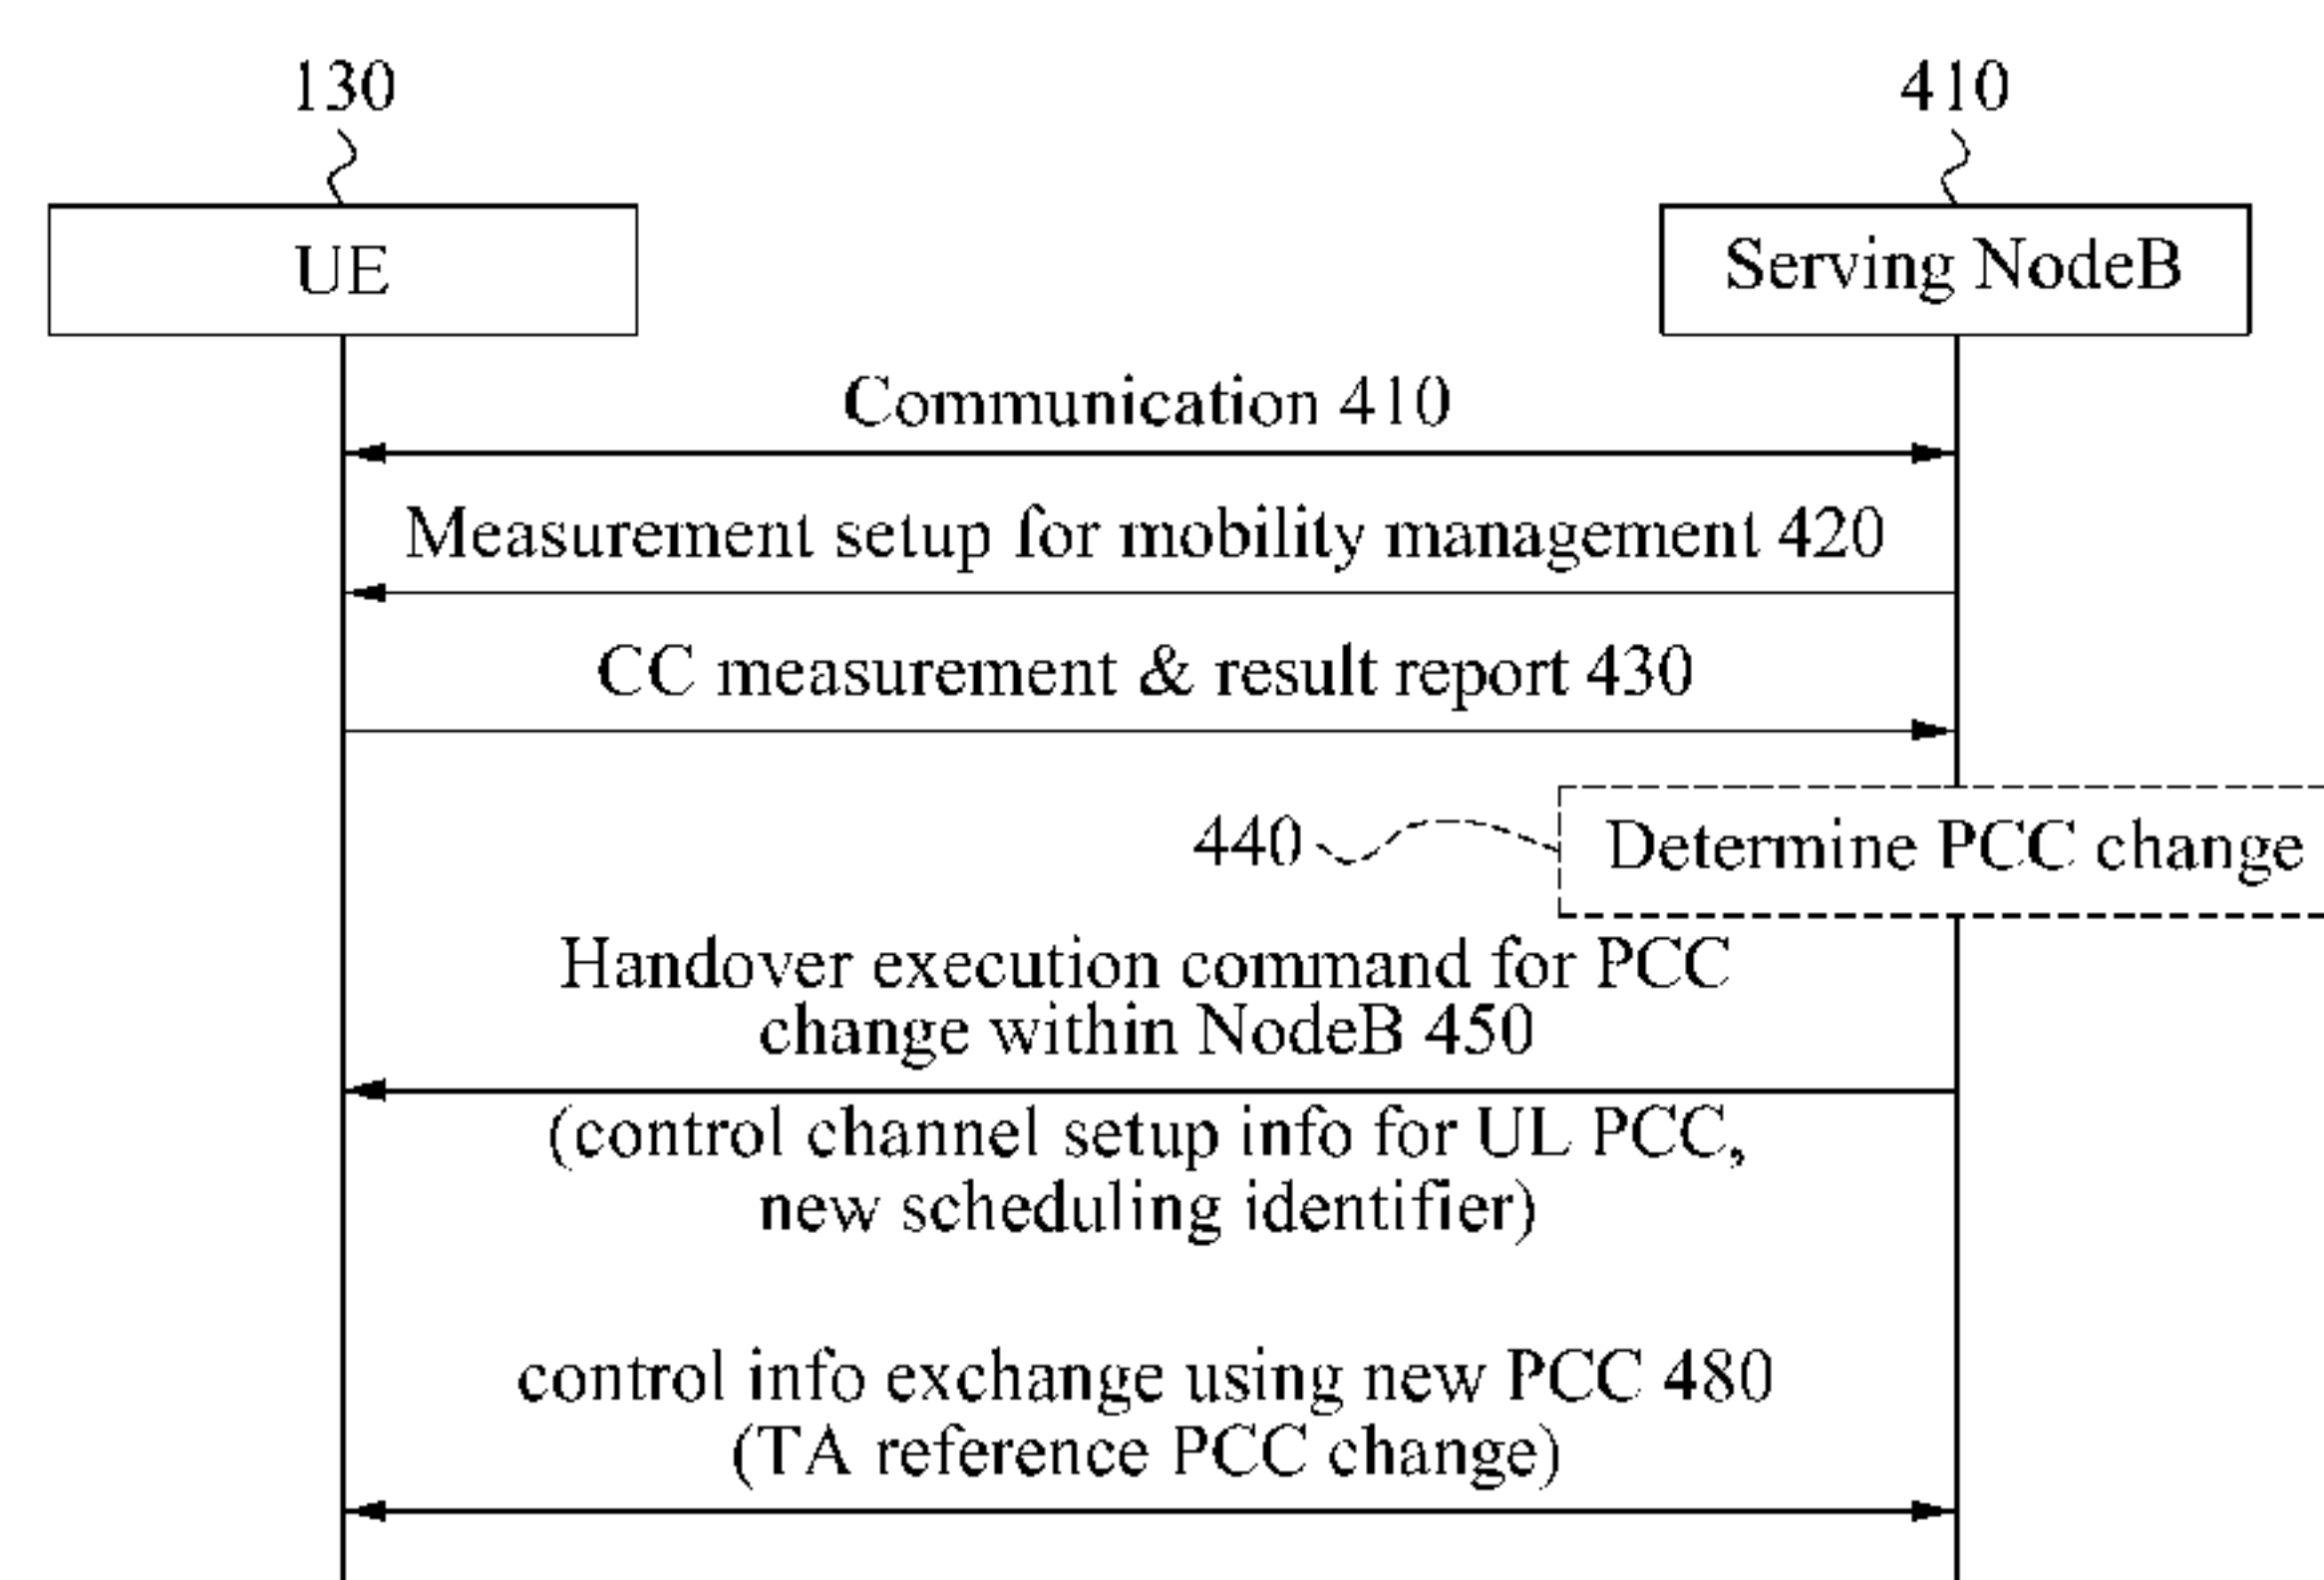 130
410
UE
Serving NodeB
Communication 410
Measurement setup for mobility management 420
CC measurement & result report 430
440
Determine PCC change
Handover execution command for PCC
change within NodeB 450
(control channel setup info for UL PCC,
new scheduling identifier)
control info exchange using new PCC 480
(TA reference PCC change)